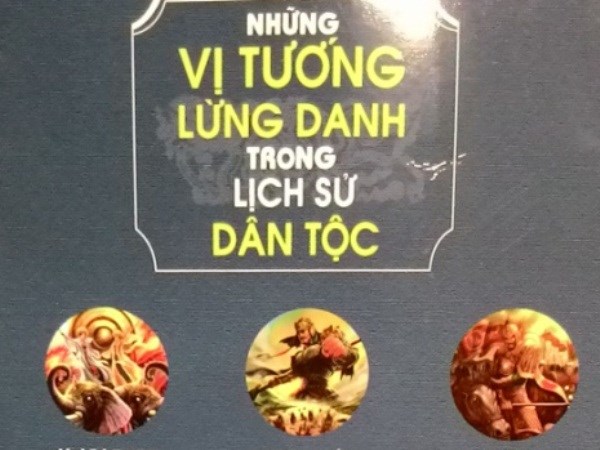 NHỮNG
VỊ TƯỚNG
LỪNG DANH
TRONG
LỊCH SỬ
DÂN TỘC